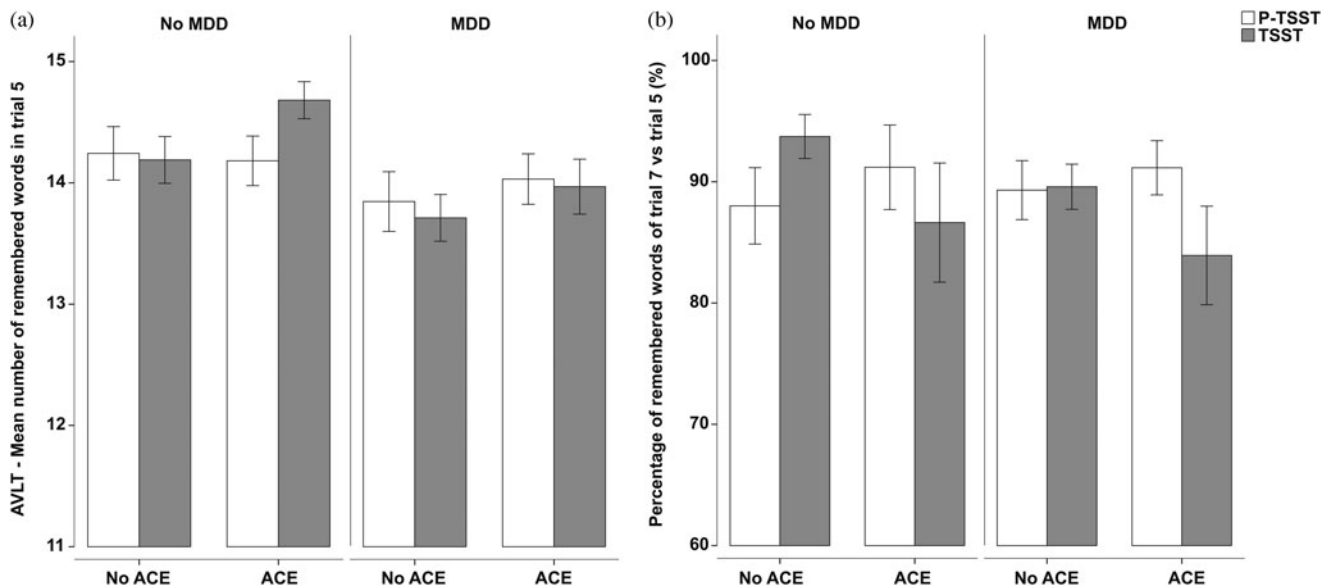 (a)
No MDD
MDD
AVLT - Mean number of remembered words in trial 5
15
14
13
12
11
No ACE
ACE
No ACE
ACE
(b)
No MDD
MDD
P-TSST
TSST
Percentage of remembered words of trial 7 vs trial 5 (%)
100
90
80
70
60
No ACE
ACE
No ACE
ACE